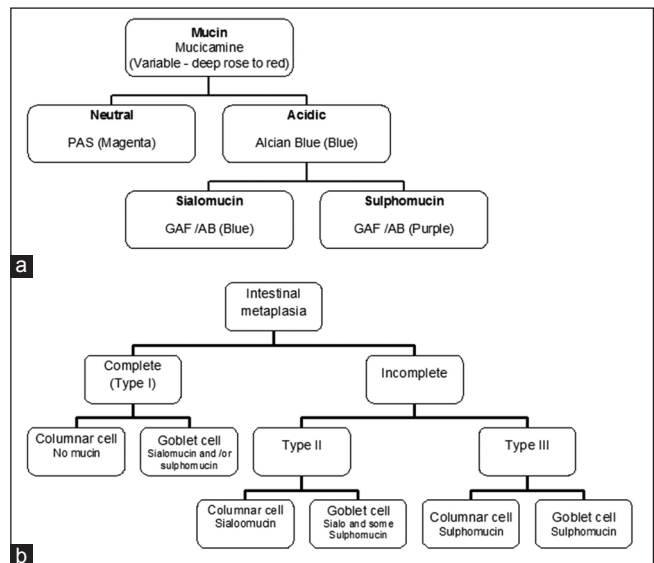 Mucin
Mucicamine
(Variable - deep rose to red)
Neutral
PAS (Magenta)
Acidic
Alcian Blue (Blue)
Sialomucin
GAF /AB (Blue)
Sulphomucin
GAF /AB (Purple)
a
Intestinal
metaplasia
Complete
(Type I)
Incomplete
Columnar cell
No mucin
Goblet cell
Sialomucin and /or
sulphomucin
Type II
Type III
Columnar cell
Sialoomucin
Goblet cell
Sialo and some
Sulphomucin
Columnar cell
Sulphomucin
Goblet cell
Sulphomucin
b